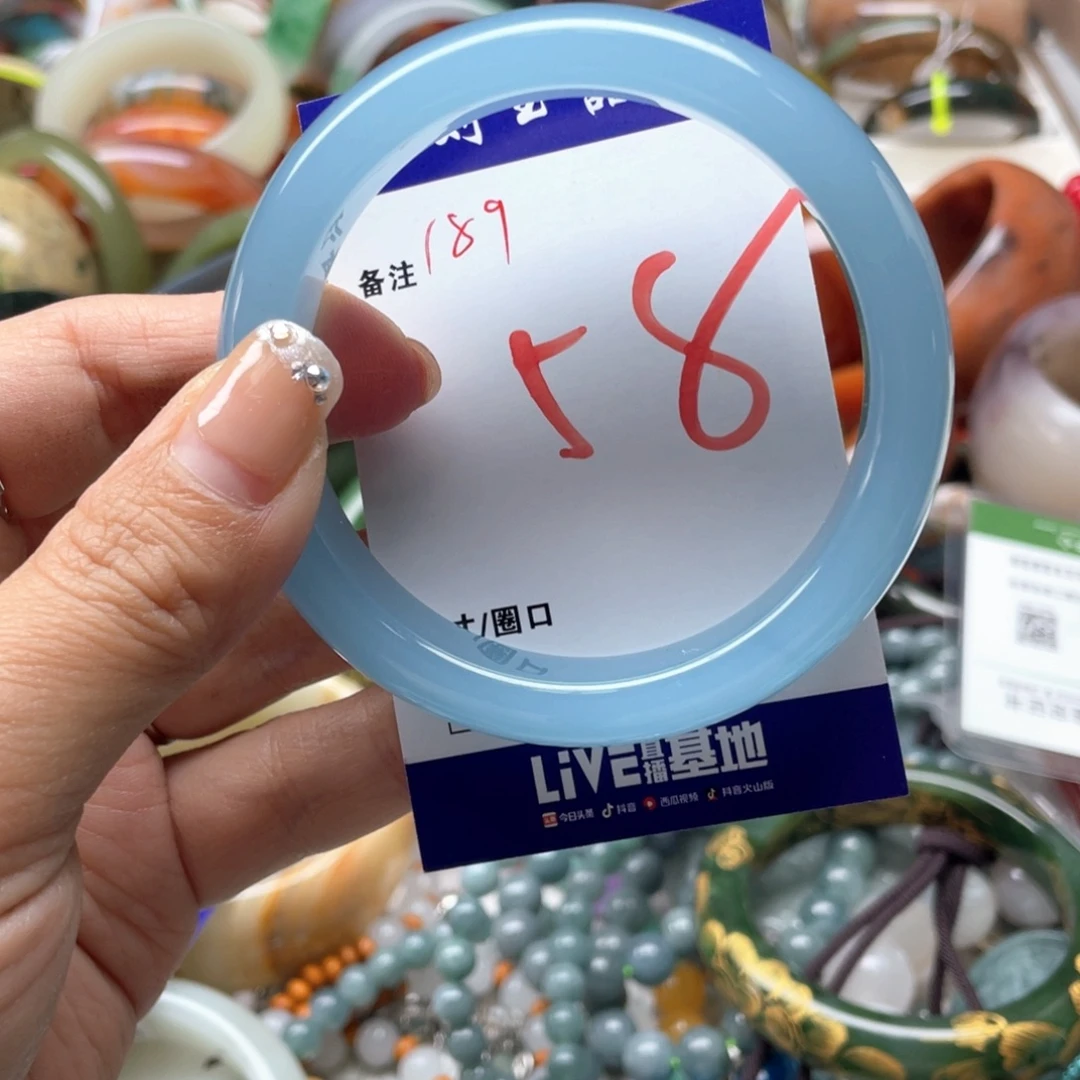 备注 189
58
寸/圈口
LiVE直播基地
今日头条 抖音 西瓜视频 抖音火山版